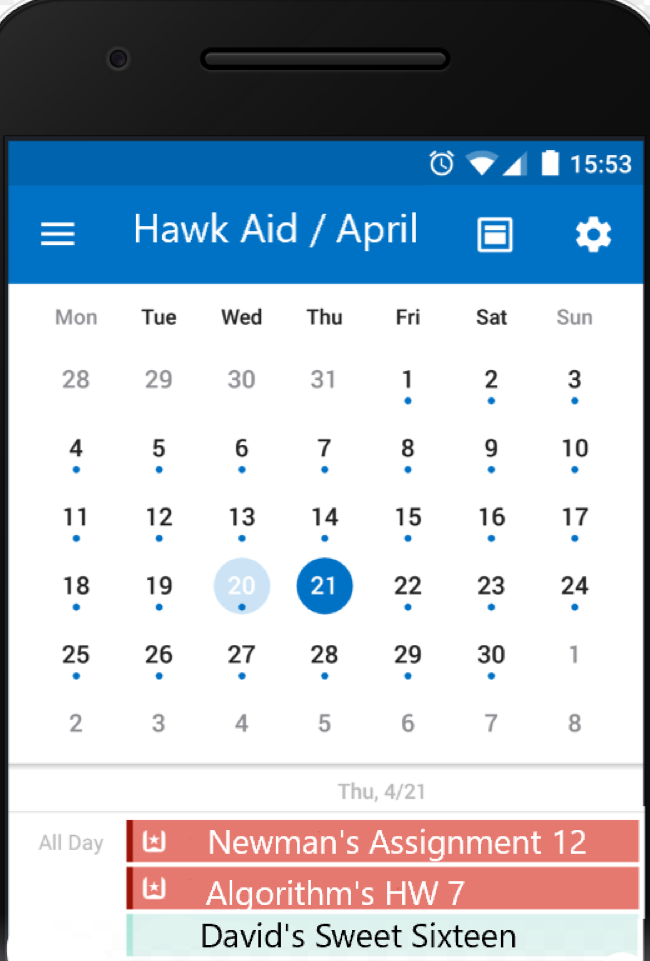 15:53
Hawk Aid / April
Mon Tue Wed Thu Fri Sat Sun
28 29 30 31 1 2 3
4 5 6 7 8 9 10
11 12 13 14 15 16 17
18 19 20 21 22 23 24
25 26 27 28 29 30 1
2 3 4 5 6 7 8
Thu, 4/21
All Day Newman's Assignment 12
Algorithm's HW 7
David's Sweet Sixteen